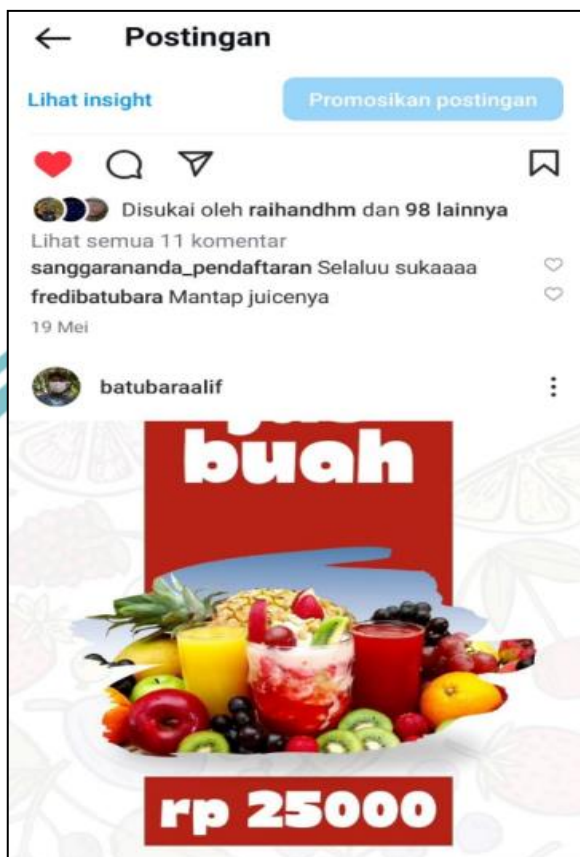 Postingan
Lihat insight
Promosikan postingan
Disukai oleh raihandhm dan 98 lainnya
Lihat semua 11 komentar
sanggarananda_pendaftaran Selaluu sukaaaa
fredibatubara Mantap juicenya
19 Mei
batubaraalif
buah
rp 25000